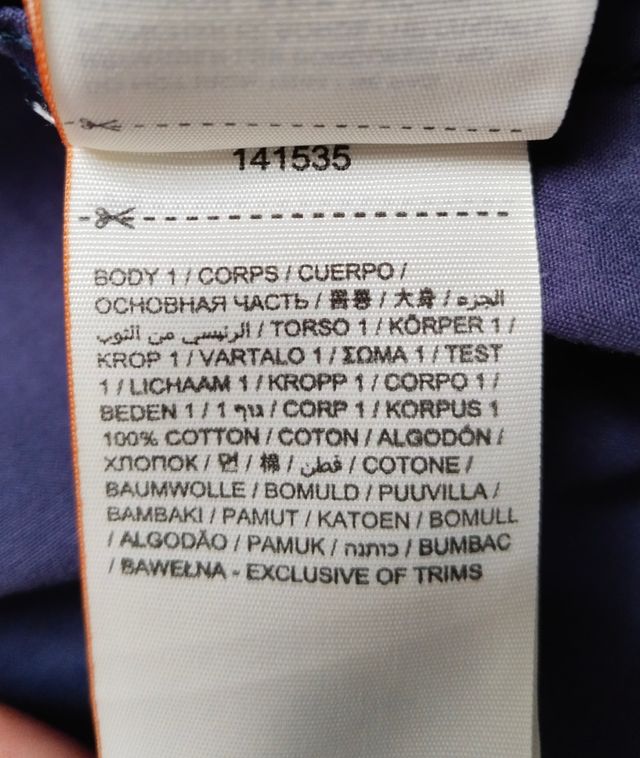 141535
BODY 1 / CORPS / CUERPO /
ОСНОВНАЯ ЧАСТЬ / 몸통 / 大身 / الجزء
الرئيسي من الثوب / TORSO 1 / KÖRPER 1 /
KROP 1 / VARTALO 1 / ΣΩΜΑ 1 / TEST
1 / LICHAAM 1 / KROPP 1 / CORPO 1 /
BEDEN 1 / 1 גוף / CORP 1 / KORPUS 1
100% COTTON / COTON / ALGODÓN /
ХЛОПОК / 면 / 棉 / قطن / COTONE /
BAUMWOLLE / BOMULD / PUUVILLA /
BAMBAKI / PAMUT / KATOEN / BOMULL
/ ALGODÃO / PAMUK / כותנה / BUMBAC
/ BAWEŁNA - EXCLUSIVE OF TRIMS